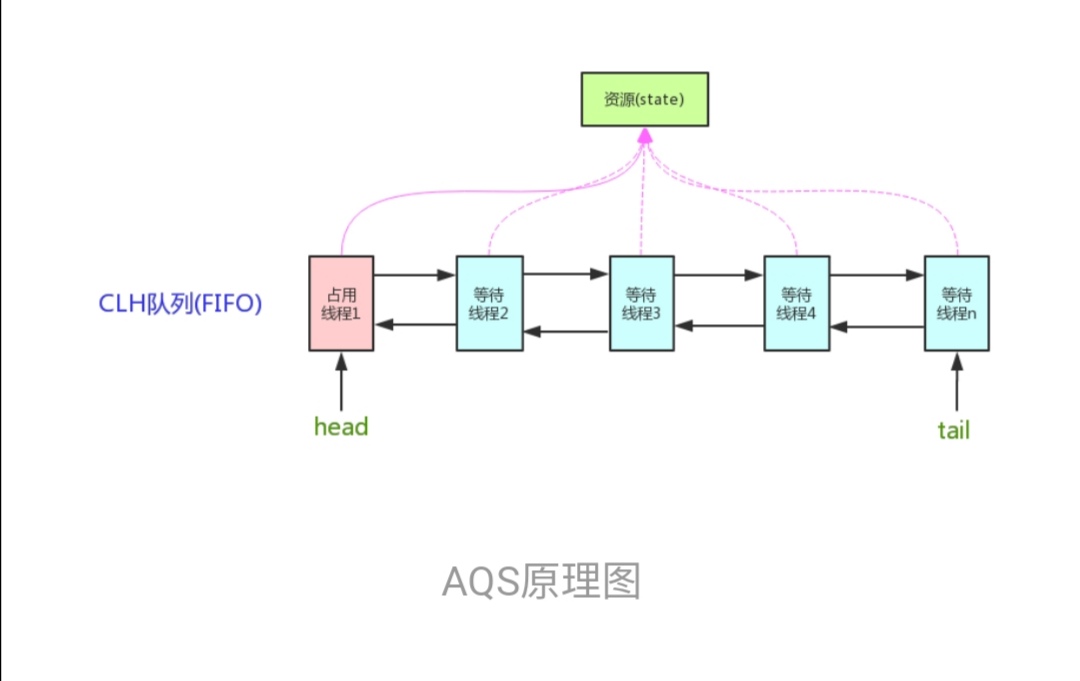 资源(state)
CLH队列(FIFO)
占用
线程1
等待
线程2
等待
线程3
等待
线程4
等待
线程n
head
tail
AQS原理图